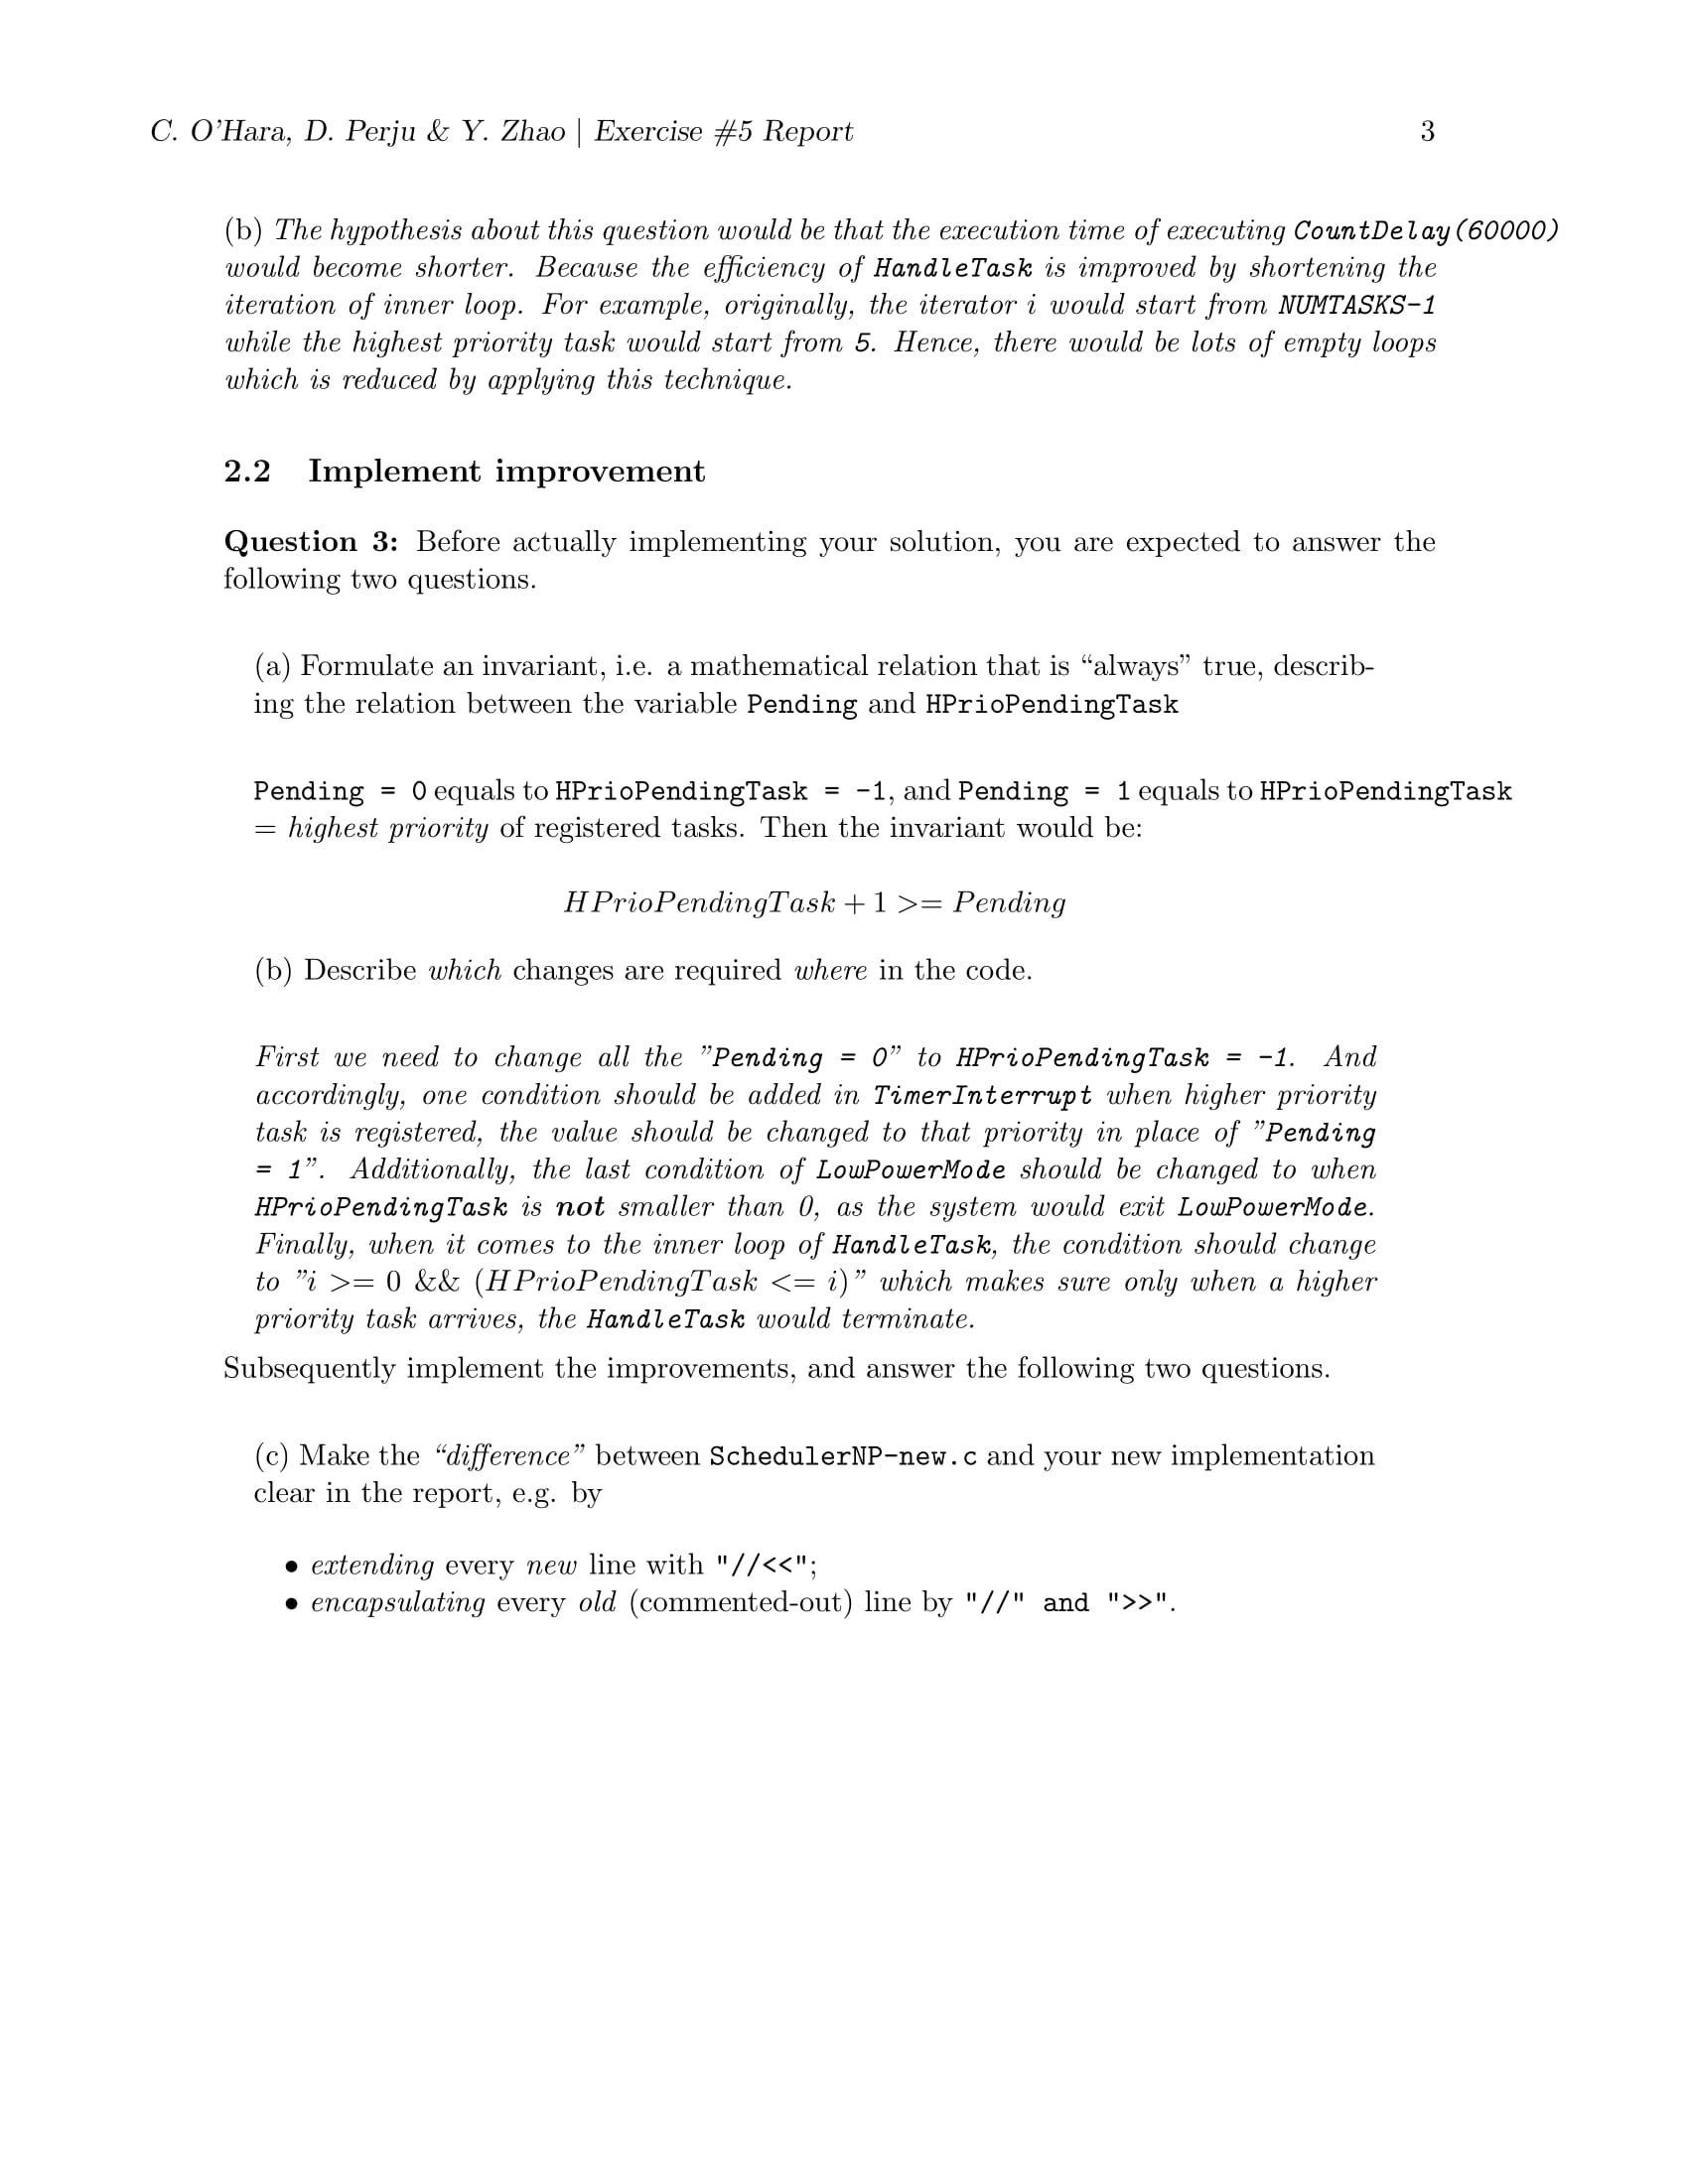 C. O'Hara, D. Perju & Y. Zhao | Exercise #5 Report 3
(b) The hypothesis about this question would be that the execution time of executing CountDelay(60000)
would become shorter. Because the efficiency of HandleTask is improved by shortening the
iteration of inner loop. For example, originally, the iterator i would start from NUMTASKS-1
while the highest priority task would start from 5. Hence, there would be lots of empty loops
which is reduced by applying this technique.
2.2 Implement improvement
Question 3: Before actually implementing your solution, you are expected to answer the
following two questions.
(a) Formulate an invariant, i.e. a mathematical relation that is “always” true, describ-
ing the relation between the variable Pending and HPrioPendingTask
Pending = 0 equals to HPrioPendingTask = -1, and Pending = 1 equals to HPrioPendingTask
= highest priority of registered tasks. Then the invariant would be:
HPrioPendingTask + 1 >= Pending
(b) Describe which changes are required where in the code.
First we need to change all the ”Pending = 0” to HPrioPendingTask = -1. And
accordingly, one condition should be added in TimerInterrupt when higher priority
task is registered, the value should be changed to that priority in place of ”Pending
= 1”. Additionally, the last condition of LowPowerMode should be changed to when
HPrioPendingTask is not smaller than 0, as the system would exit LowPowerMode.
Finally, when it comes to the inner loop of HandleTask, the condition should change
to ”i >= 0 && (HPrioPendingTask <= i)” which makes sure only when a higher
priority task arrives, the HandleTask would terminate.
Subsequently implement the improvements, and answer the following two questions.
(c) Make the “difference” between SchedulerNP-new.c and your new implementation
clear in the report, e.g. by
• extending every new line with "//<<";
• encapsulating every old (commented-out) line by "//" and ">>".